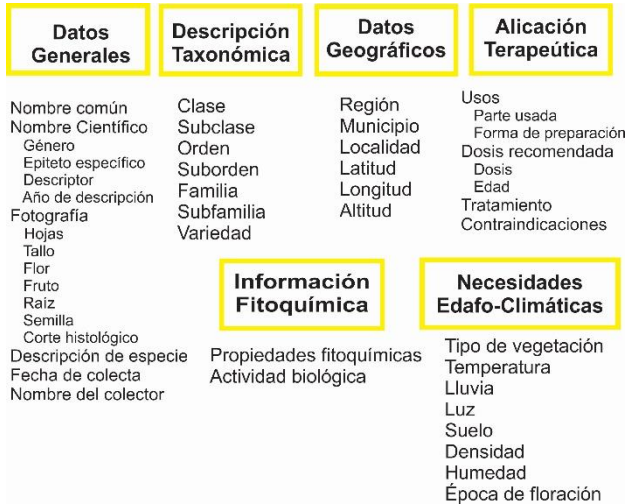 Datos
Generales
Nombre común
Nombre Científico
Género
Epiteto específico
Descriptor
Año de descripción
Fotografía
Hojas
Tallo
Flor
Fruto
Raíz
Semilla
Corte histológico
Descripción de especie
Fecha de colecta
Nombre del colector
Descripción
Taxonómica
Clase
Subclase
Orden
Suborden
Familia
Subfamilia
Variedad
Datos
Geográficos
Región
Municipio
Localidad
Latitud
Longitud
Altitud
Alicación
Terapeútica
Usos
Parte usada
Forma de preparación
Dosis recomendada
Dosis
Edad
Tratamiento
Contraindicaciones
Información
Fitoquímica
Propiedades fitoquímicas
Actividad biológica
Necesidades
Edafo-Climáticas
Tipo de vegetación
Temperatura
Lluvia
Luz
Suelo
Densidad
Humedad
Época de floración